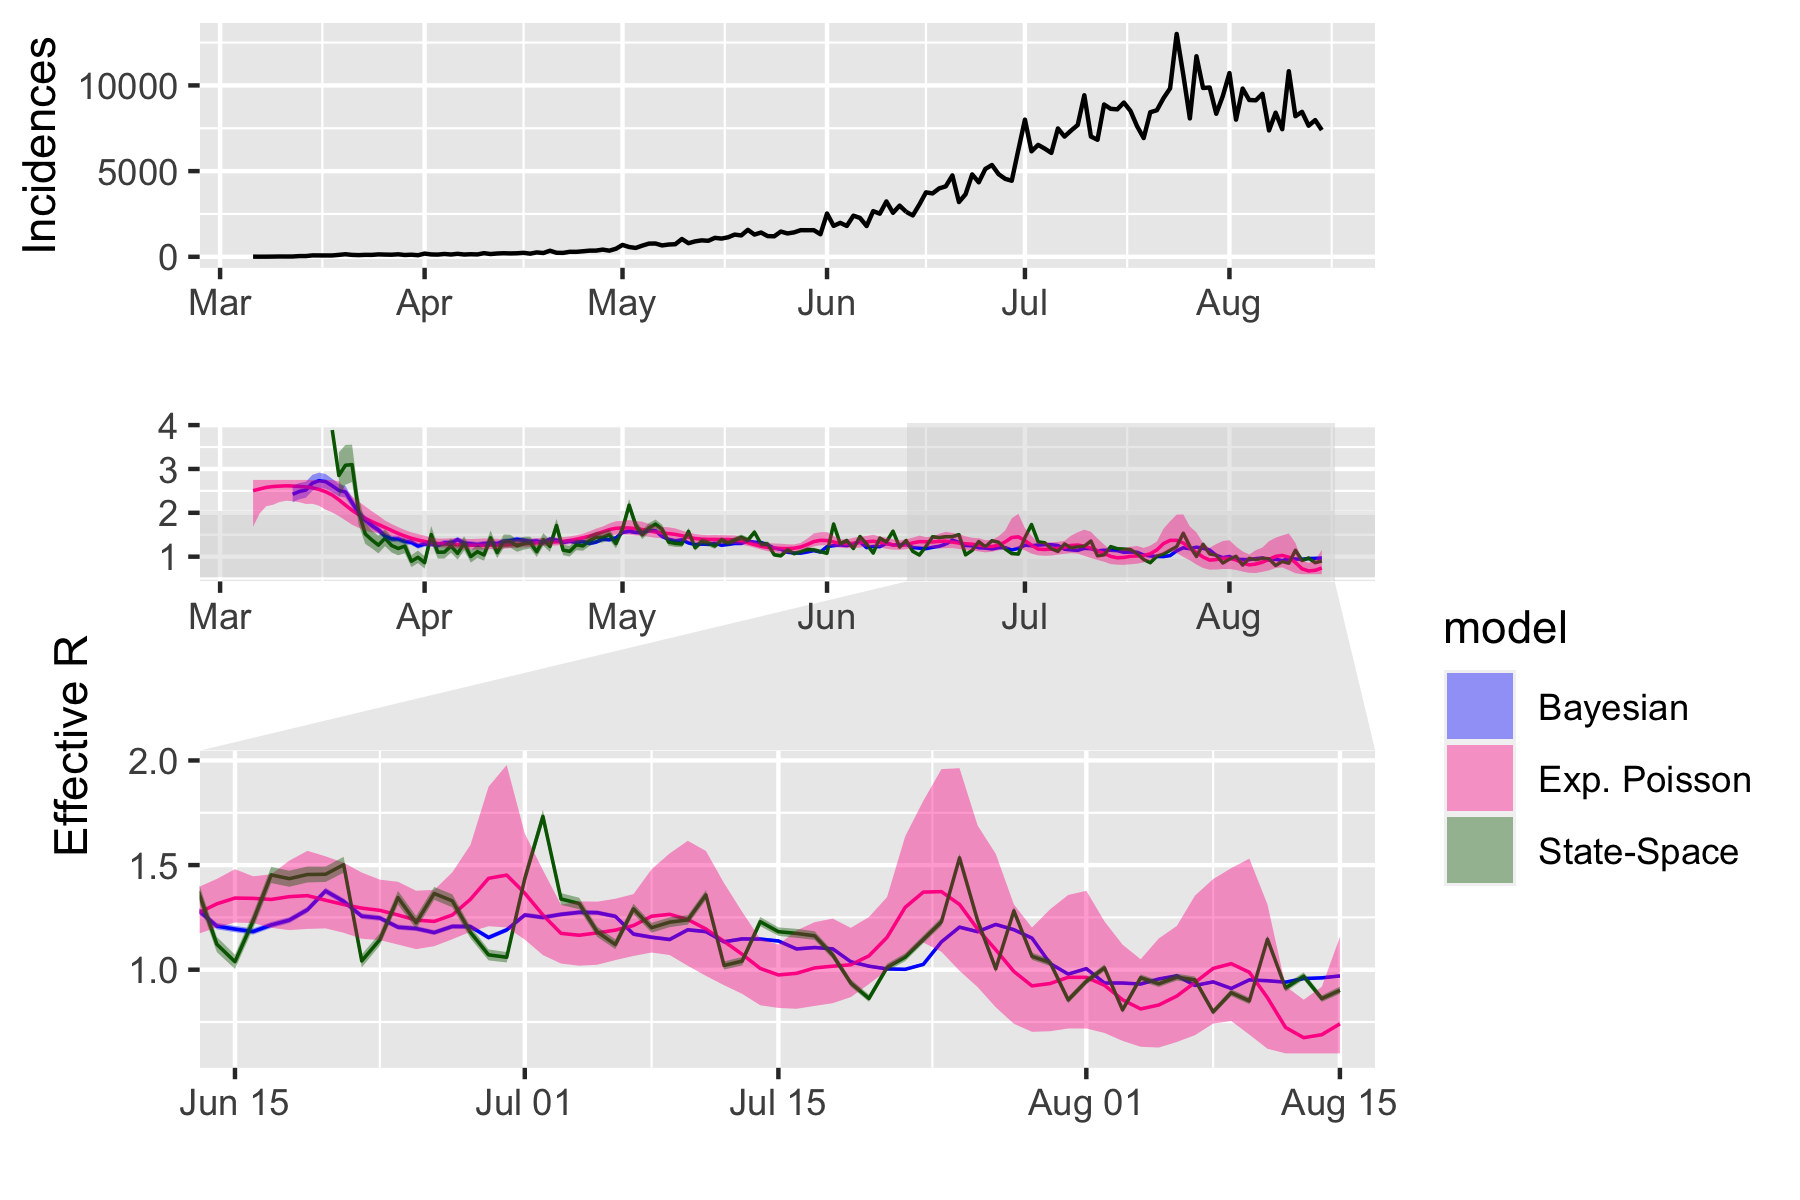 Incidences
10000
5000
0
Mar Apr May Jun Jul Aug
4
3
2
1
Mar Apr May Jun Jul Aug
Effective R
2.0
1.5
1.0
Jun 15 Jul 01 Jul 15 Aug 01 Aug 15
model
Bayesian
Exp. Poisson
State-Space